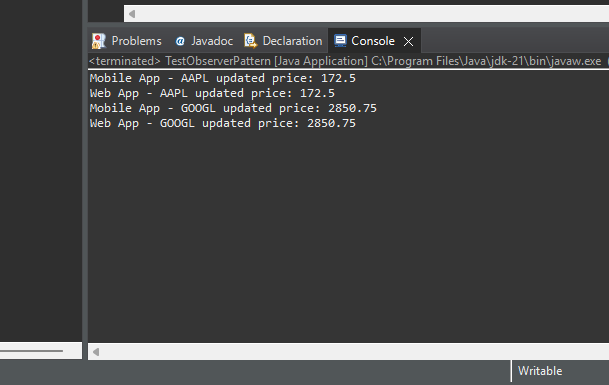 Problems @ Javadoc Declaration Console
<terminated> TestObserverPattern [Java Application] C:\Program Files\Java\jdk-21\bin\javaw.exe (
Mobile App - AAPL updated price: 172.5
Web App - AAPL updated price: 172.5
Mobile App - GOOGL updated price: 2850.75
Web App - GOOGL updated price: 2850.75
Writable